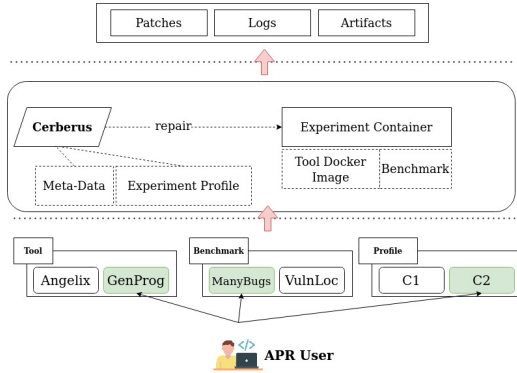 Patches
Logs
Artifacts
Cerberus
repair
Experiment Container
Tool Docker
Image
Benchmark
Meta-Data
Experiment Profile
Tool
Benchmark
Profile
Angelix
GenProg
ManyBugs
VulnLoc
C1
C2
APR User